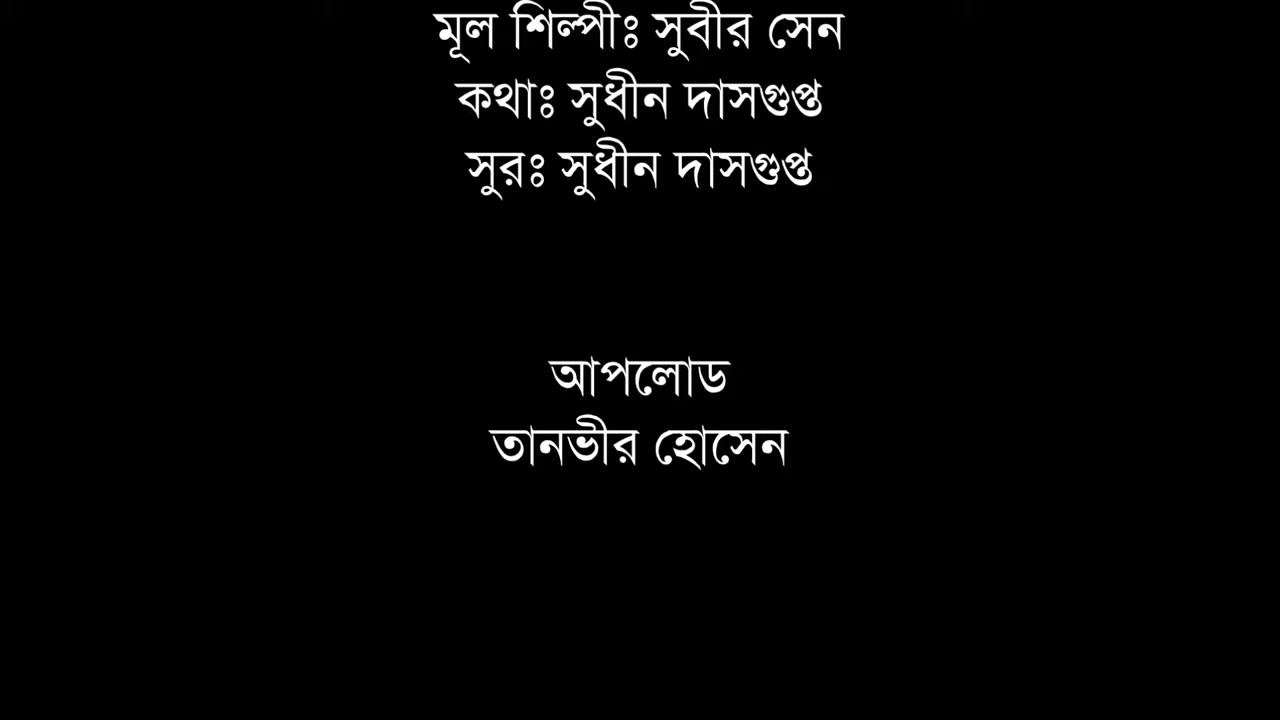 মূল শিল্পীঃ সুবীর সেন
কথাঃ সুধীন দাসগুপ্ত
সুরঃ সুধীন দাসগুপ্ত
আপলোড
তানভীর হোসেন